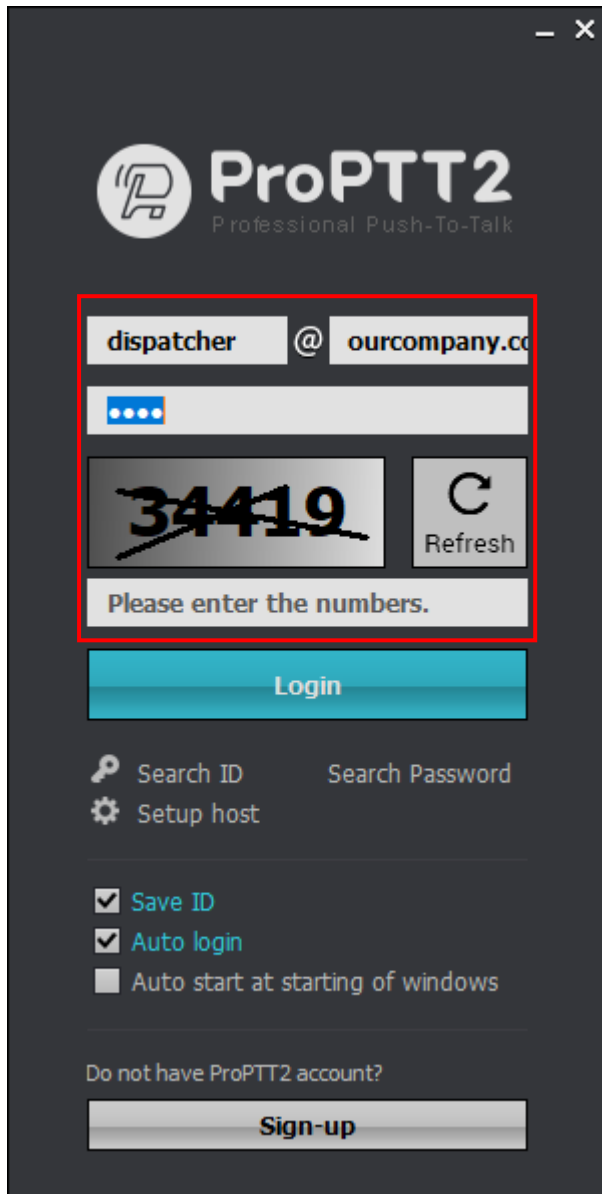 ProPTT2
Professional Push-To-Talk
dispatcher @ ourcompany.co
••••
34419
Refresh
Please enter the numbers.
Login
Search ID Search Password
Setup host
Save ID
Auto login
Auto start at starting of windows
Do not have ProPTT2 account?
Sign-up